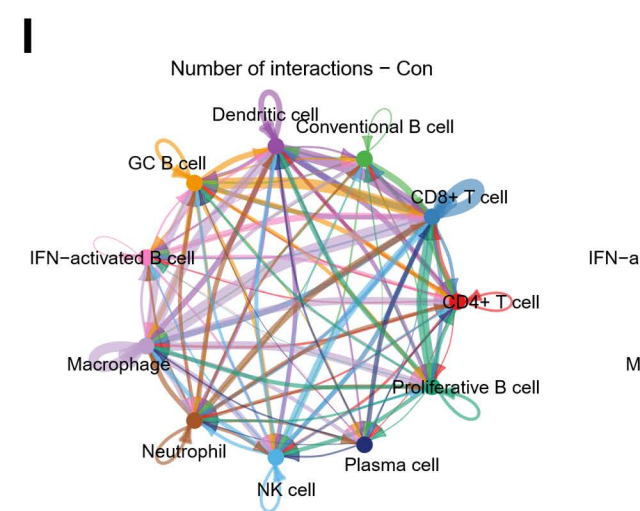 I
Number of interactions − Con
Dendritic cell
Conventional B cell
GC B cell
CD8+ T cell
IFN−activated B cell
IFN−a
CD4+ T cell
Macrophage
M
Proliferative B cell
Neutrophil
Plasma cell
NK cell